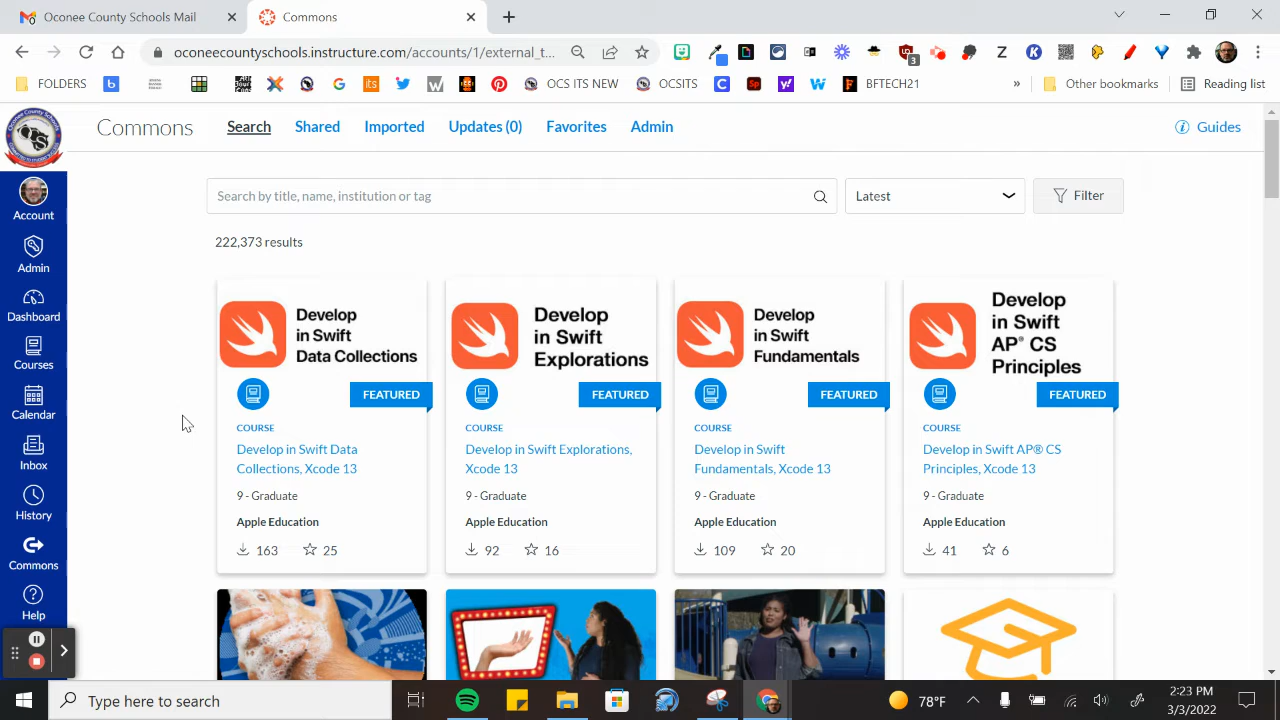 Oconee County Schools Mail
Commons
oconeecountyschools.instructure.com/accounts/1/external_t...
3
FOLDERS
OCS ITS NEW
OCSITS
BFTECH21
»
Other bookmarks
Reading list
Commons
Search
Shared
Imported
Updates (0)
Favorites
Admin
Guides
Account
Admin
Dashboard
Courses
Calendar
Inbox
History
Commons
Help
Search by title, name, institution or tag
Latest
Filter
222,373 results
Develop
in Swift
Data Collections
FEATURED
COURSE
Develop in Swift Data
Collections, Xcode 13
9 - Graduate
Apple Education
163 25
Develop
in Swift
Explorations
FEATURED
COURSE
Develop in Swift Explorations,
Xcode 13
9 - Graduate
Apple Education
92 16
Develop
in Swift
Fundamentals
FEATURED
COURSE
Develop in Swift
Fundamentals, Xcode 13
9 - Graduate
Apple Education
109 20
Develop
in Swift
AP® CS
Principles
FEATURED
COURSE
Develop in Swift AP® CS
Principles, Xcode 13
9 - Graduate
Apple Education
41 6
Type here to search
78°F
2:23 PM
3/3/2022